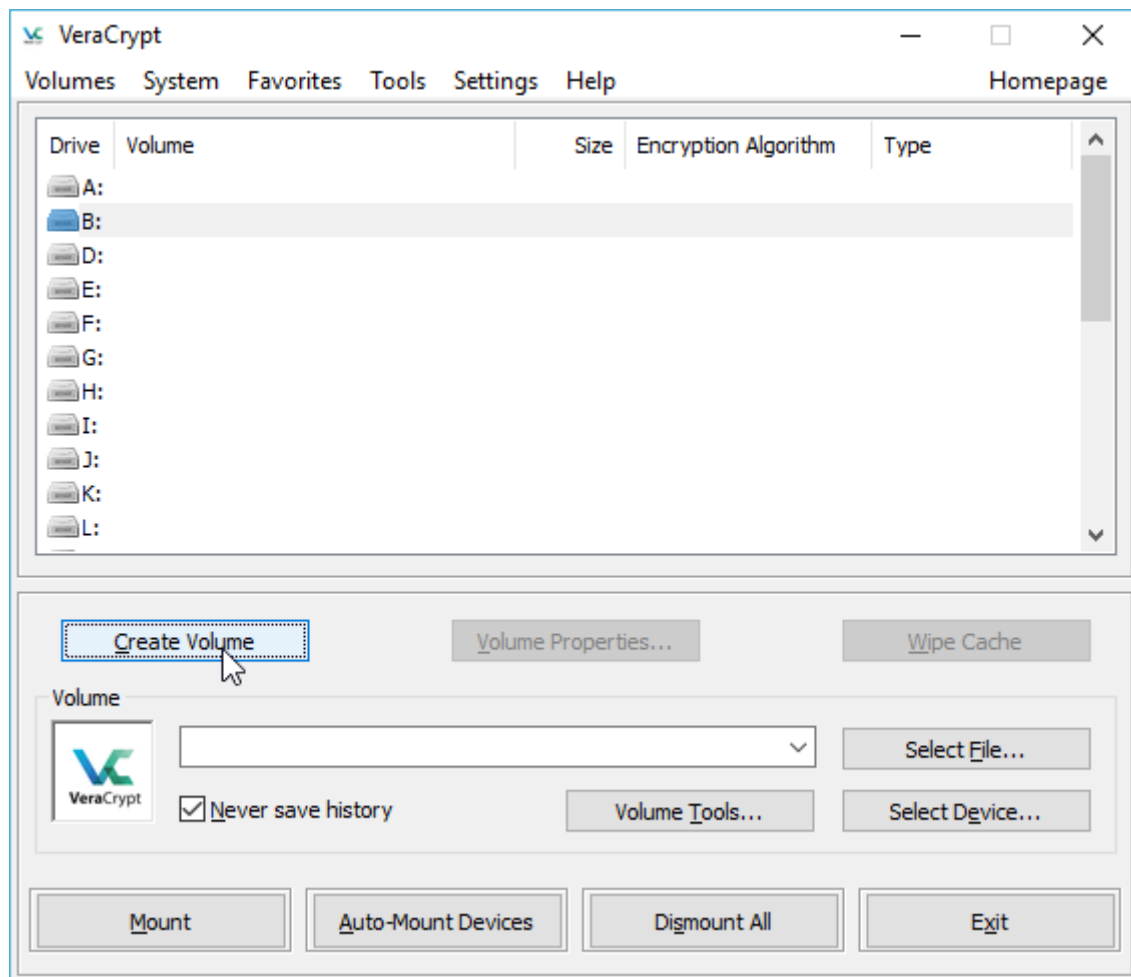 VeraCrypt
Volumes System Favorites Tools Settings Help Homepage
Drive Volume Size Encryption Algorithm Type
A:
B:
D:
E:
F:
G:
H:
I:
J:
K:
L:
Create Volume Volume Properties... Wipe Cache
Volume
VeraCrypt
Select File...
Never save history Volume Tools... Select Device...
Mount Auto-Mount Devices Dismount All Exit